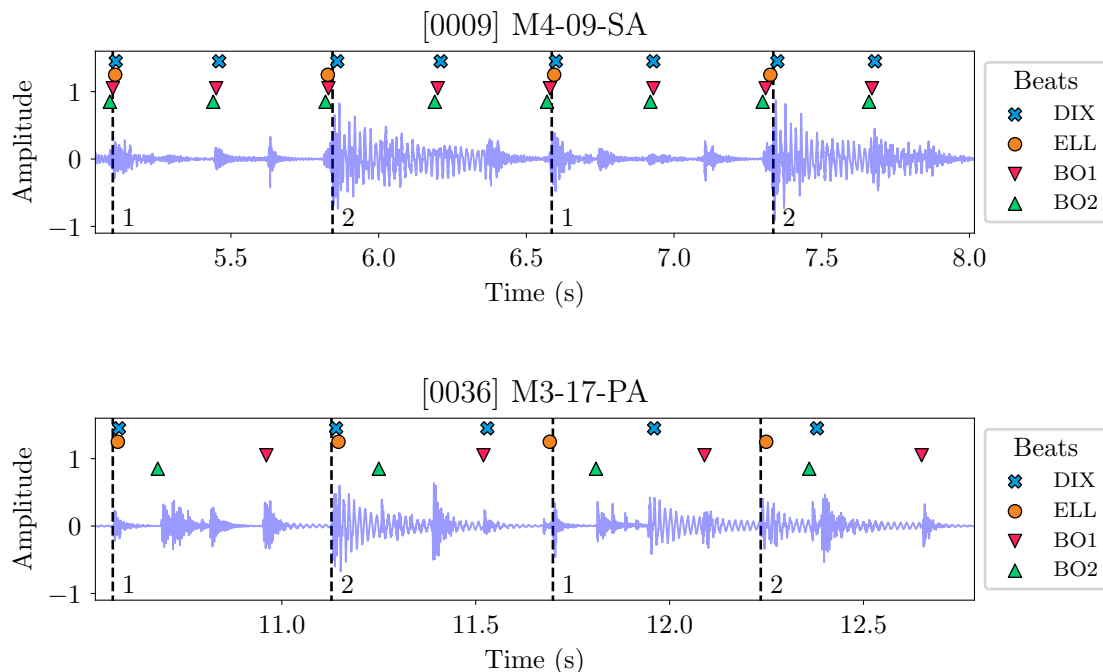 [0009] M4-09-SA
Amplitude
1
0
−1
1
2
1
2
5.5 6.0 6.5 7.0 7.5 8.0
Time (s)
Beats
DIX
ELL
BO1
BO2
[0036] M3-17-PA
Amplitude
1
0
−1
1
2
1
2
11.0 11.5 12.0 12.5
Time (s)
Beats
DIX
ELL
BO1
BO2